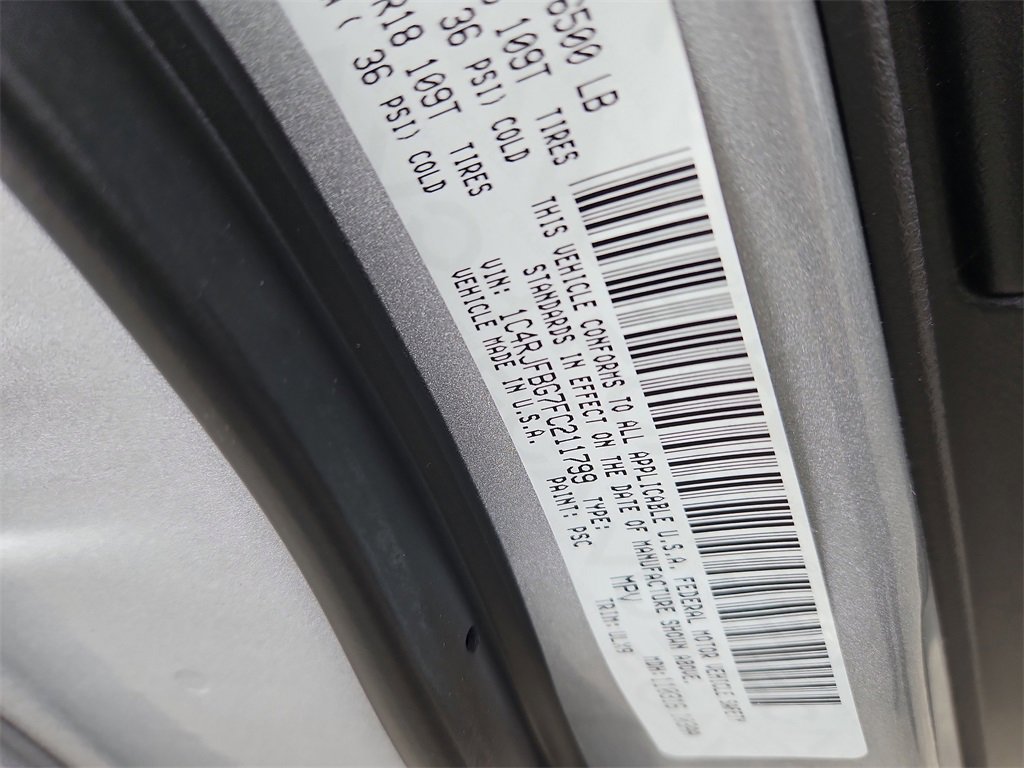 6500 LB
109T TIRES
36 PSI) COLD
R18 109T TIRES
( 36 PSI) COLD
THIS VEHICLE CONFORMS TO ALL APPLICABLE U.S.A. FEDERAL MOTOR VEHICLE SAFETY
STANDARDS IN EFFECT ON THE DATE OF MANUFACTURE SHOWN ABOVE.
VIN: 1C4RJFBG7FC211799 TYPE: MPV
VEHICLE MADE IN U.S.A. PAINT: PSC TRIM: ULX9